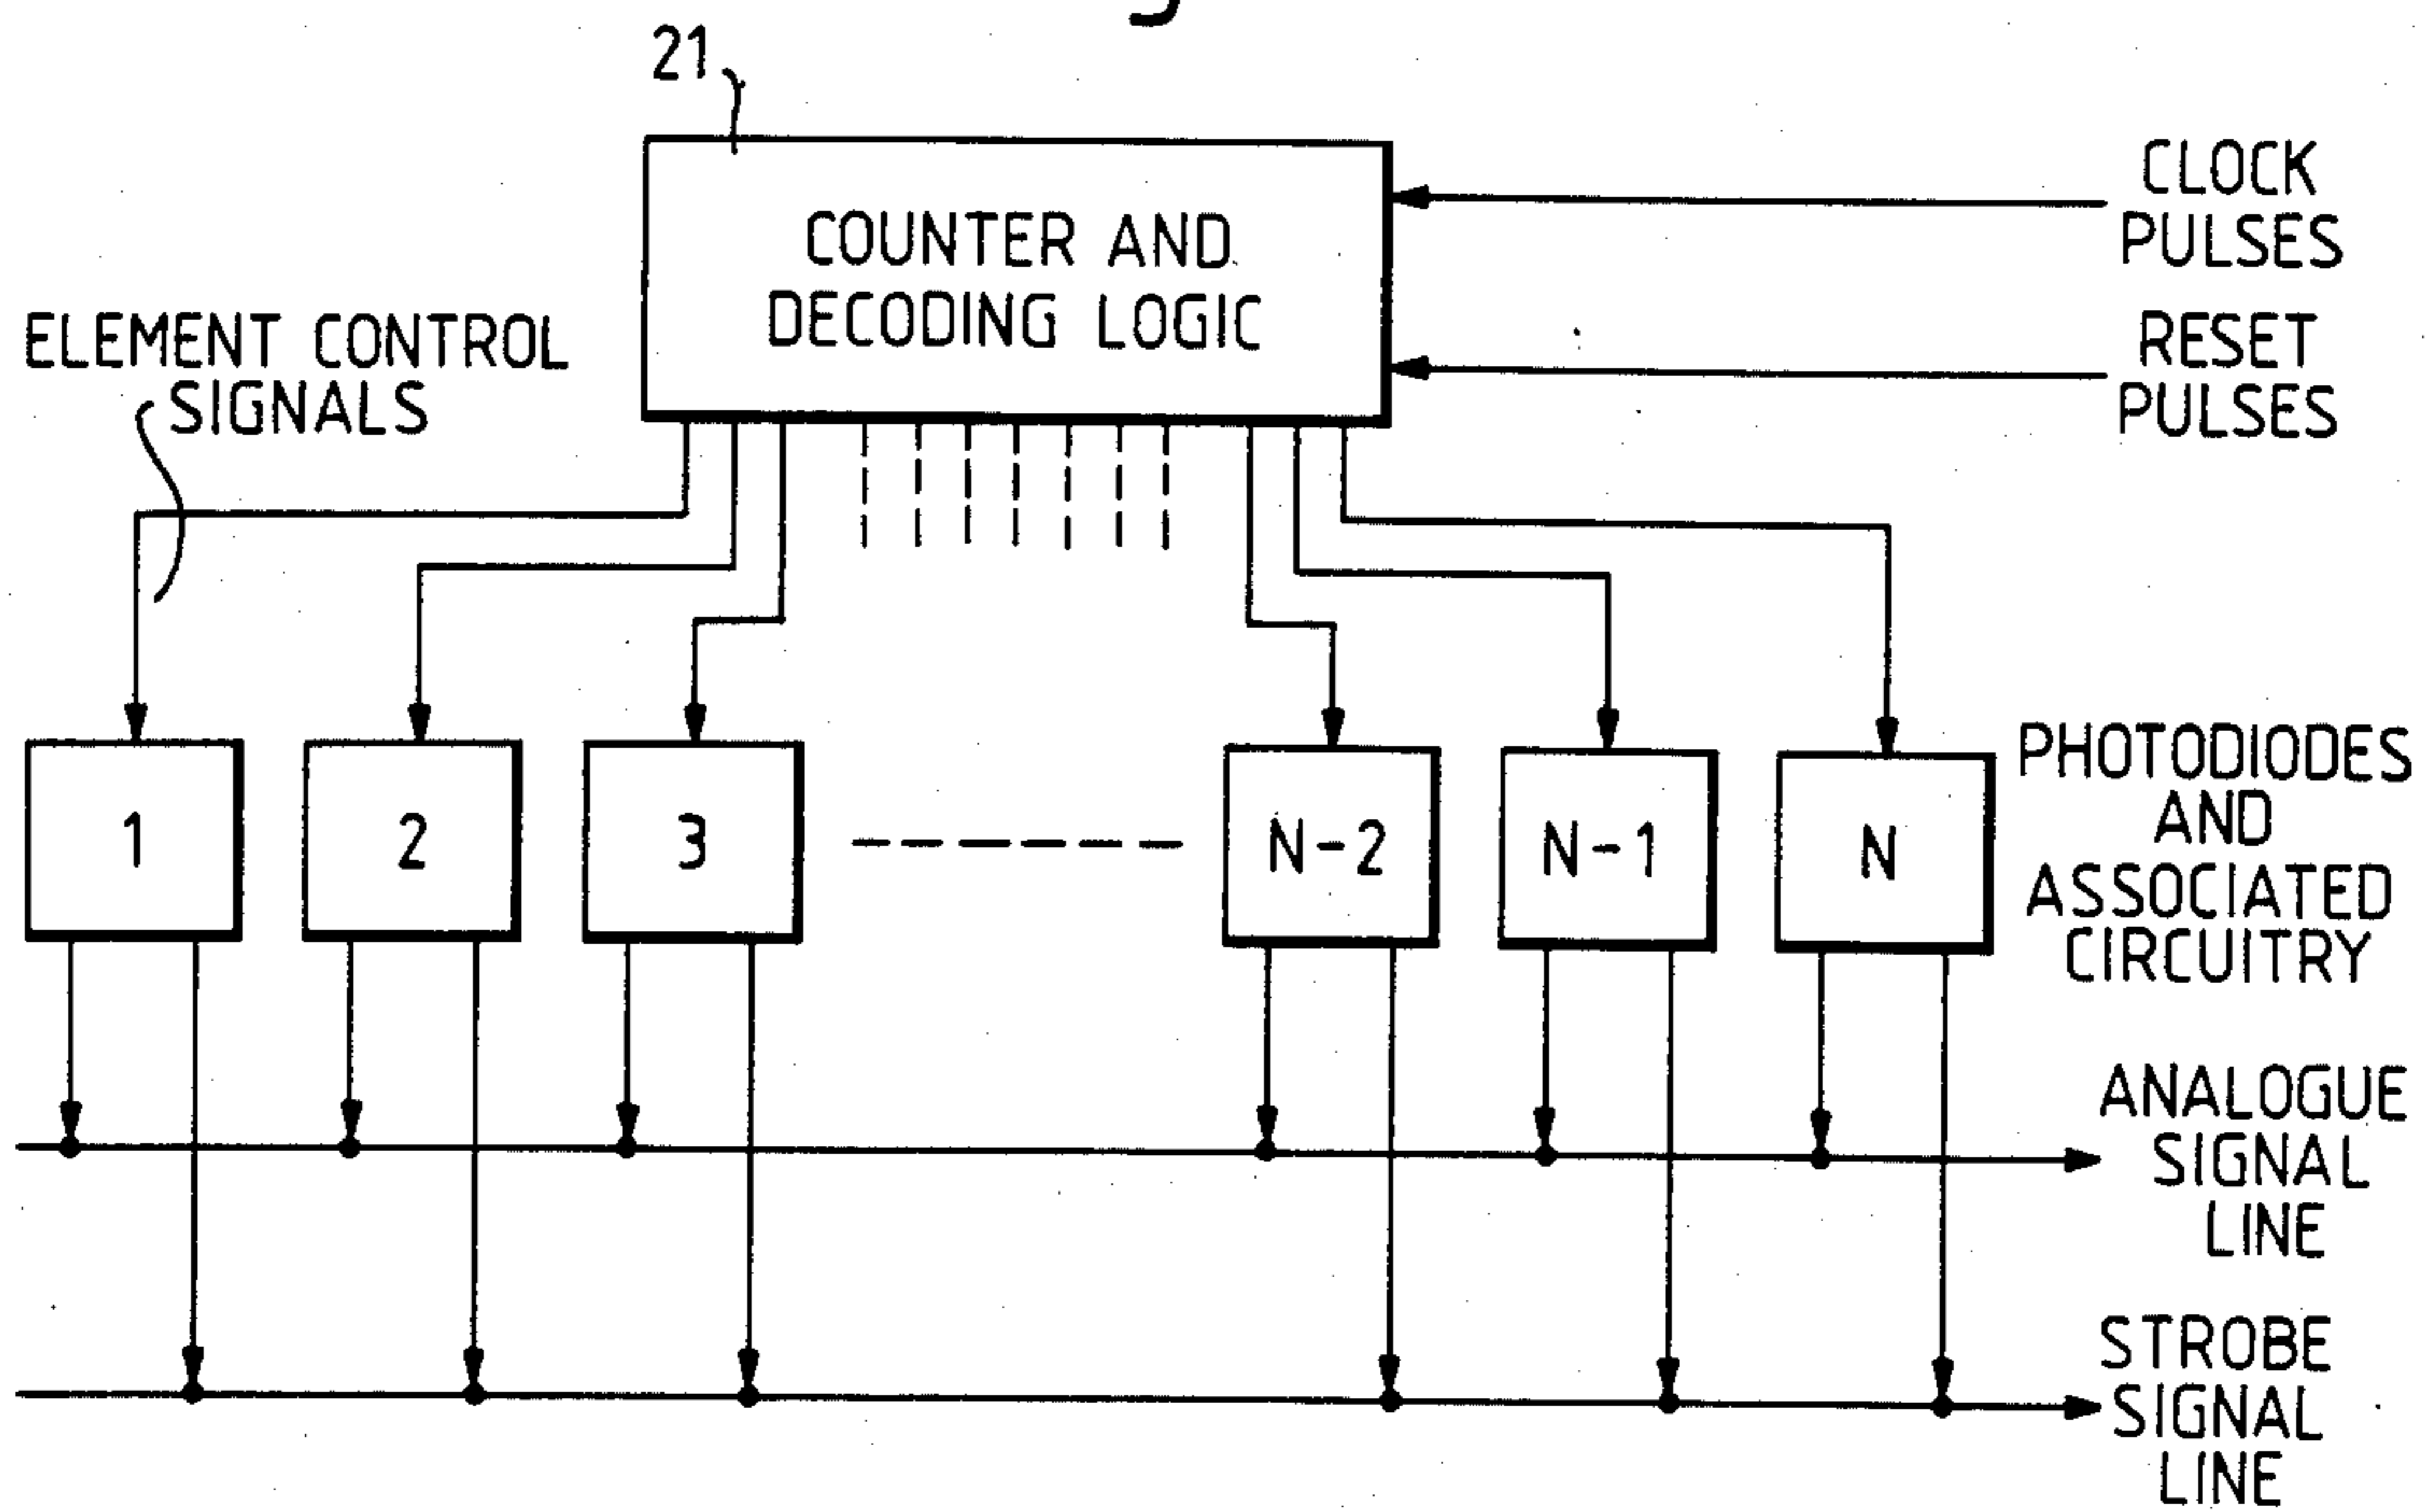 21
COUNTER AND
DECODING LOGIC
CLOCK
PULSES
RESET
PULSES
ELEMENT CONTROL
SIGNALS
1
2
3
N-2
N-1
N
PHOTODIODES
AND
ASSOCIATED
CIRCUITRY
ANALOGUE
SIGNAL
LINE
STROBE
SIGNAL
LINE